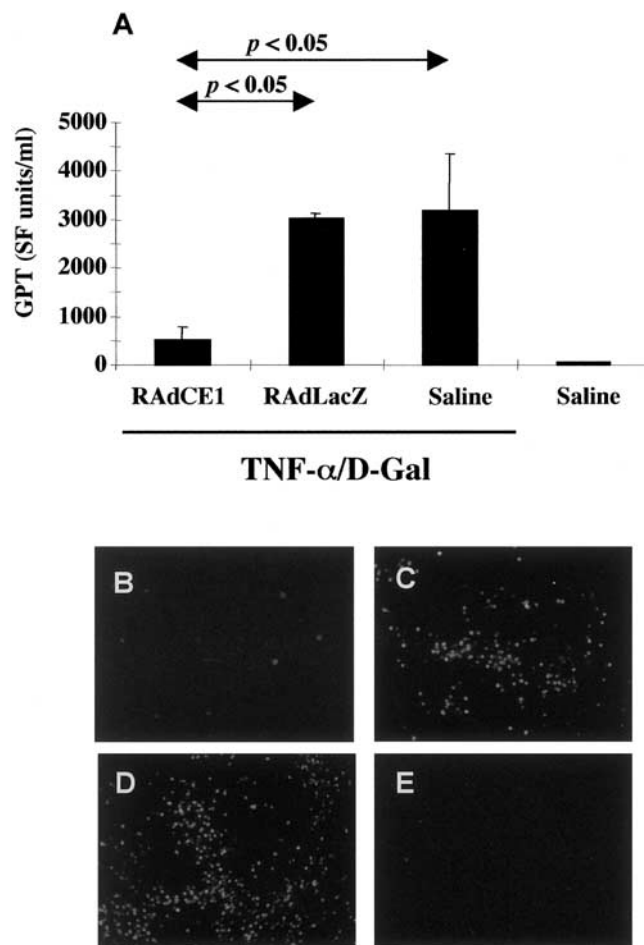 A
p < 0.05
p < 0.05
5000
4000
3000
2000
1000
0
GPT (SF units/ml)
RAdCE1 RAdLacZ Saline Saline
TNF-α/D-Gal
B C
D E